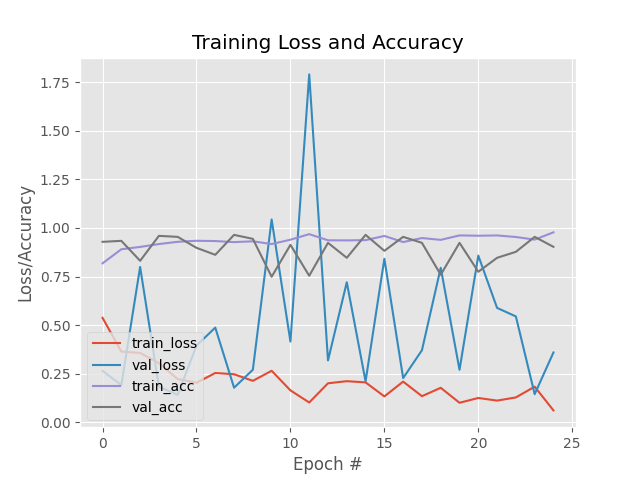 Training Loss and Accuracy
Loss/Accuracy
1.75
1.50
1.25
1.00
0.75
0.50
0.25
0.00
train_loss
val_loss
train_acc
val_acc
0 5 10 15 20 25
Epoch #